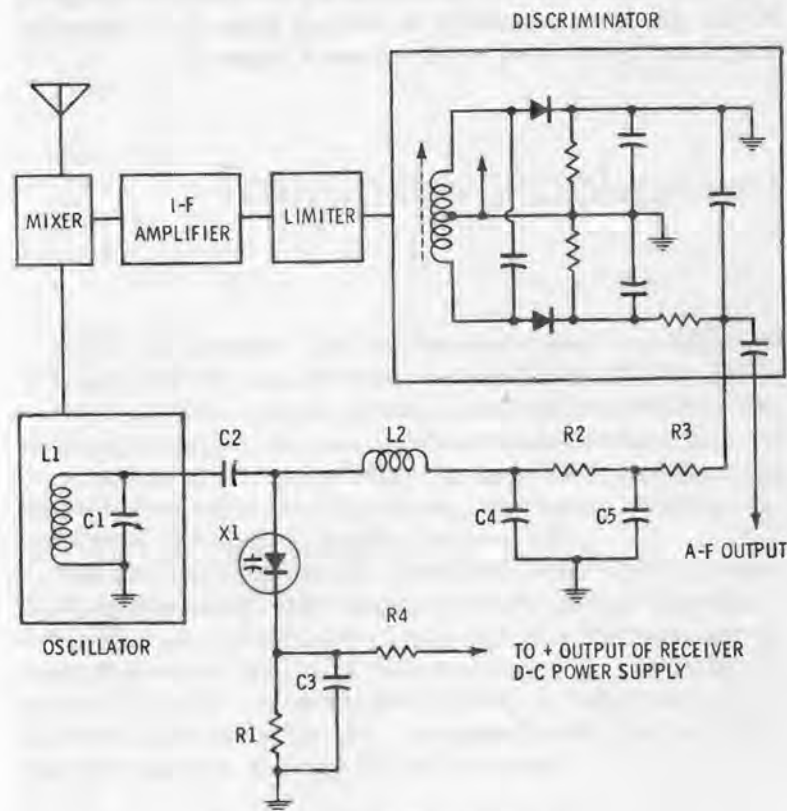 DISCRIMINATOR
MIXER
I-F
AMPLIFIER
LIMITER
L1
C1
OSCILLATOR
C2
X1
L2
R2
R3
C4
C5
A-F OUTPUT
R4
TO + OUTPUT OF RECEIVER
D-C POWER SUPPLY
C3
R1